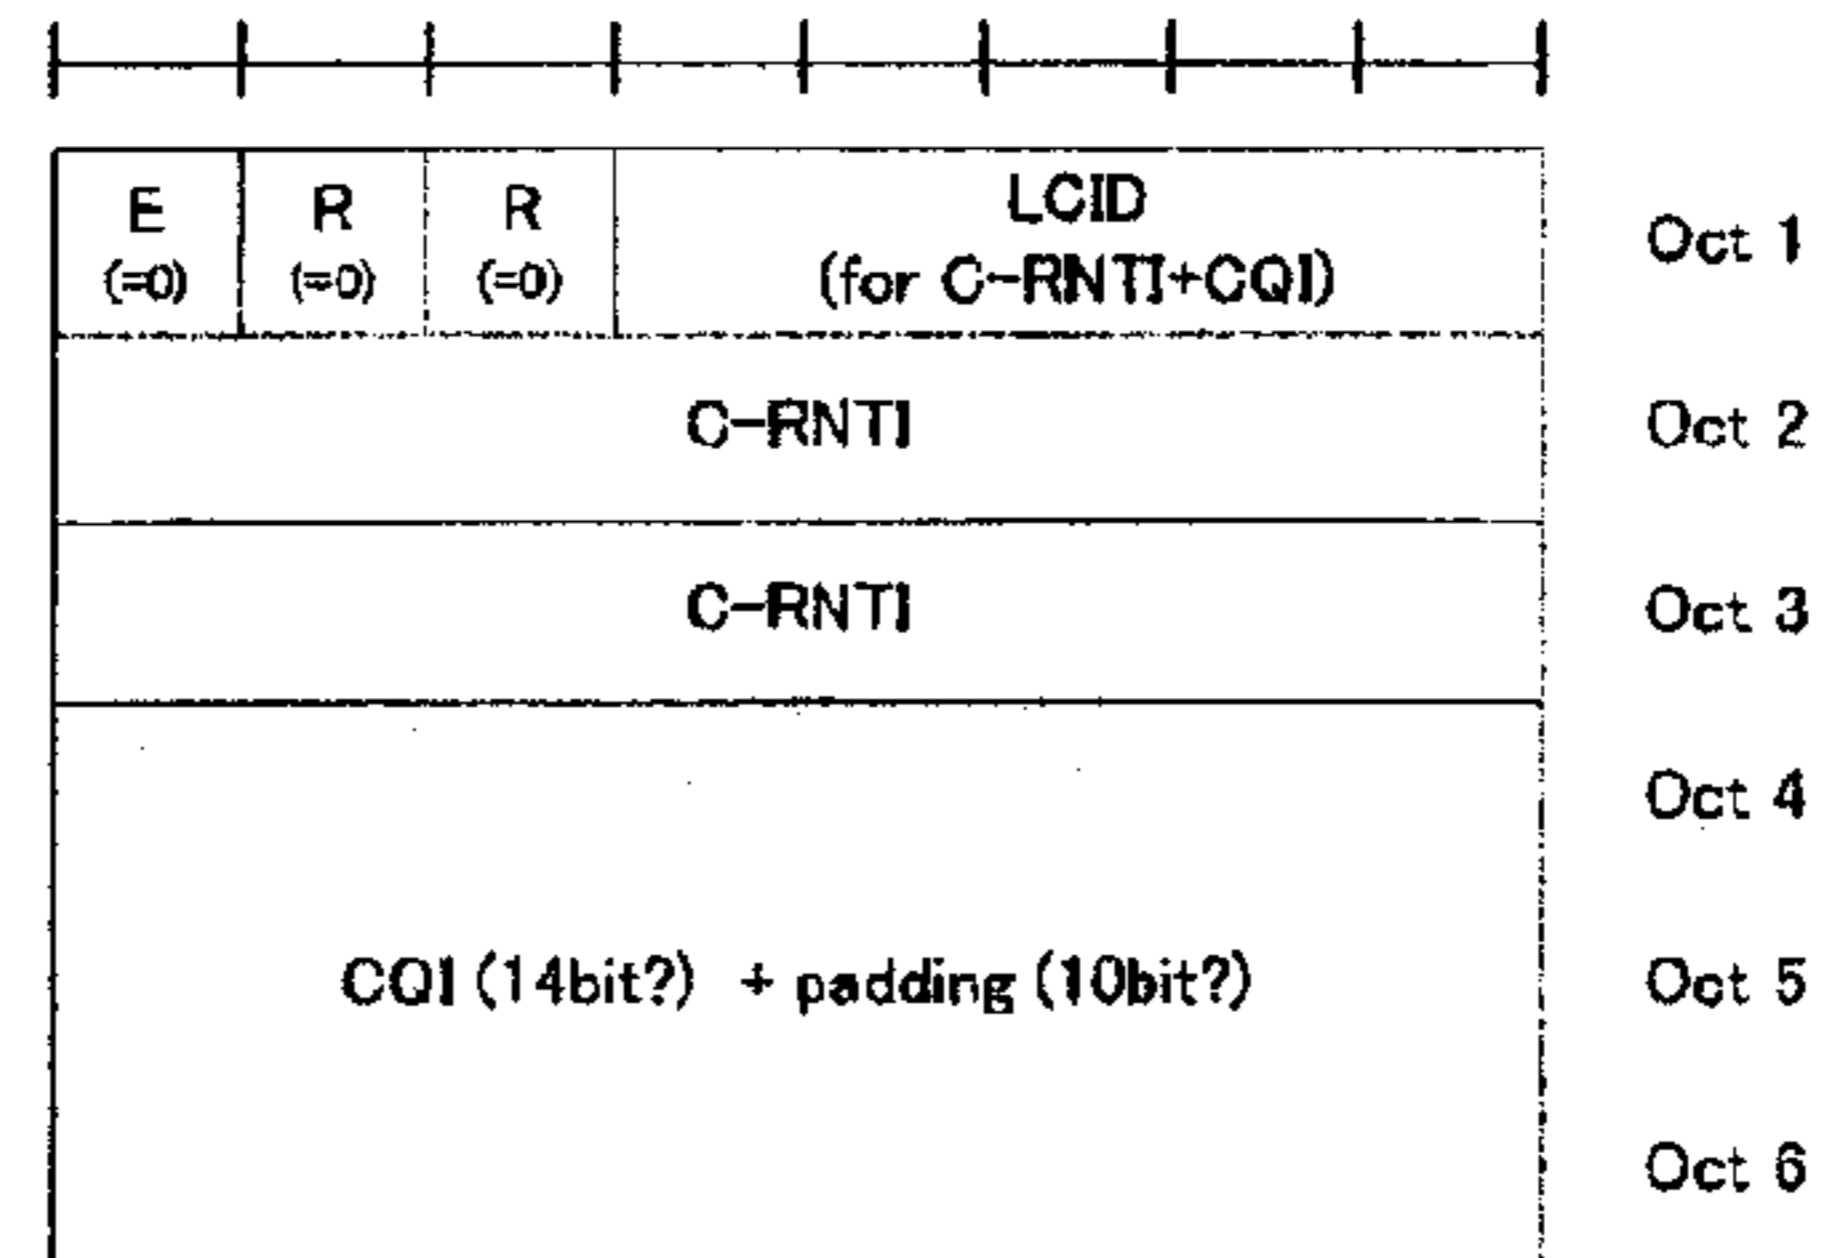 E R R LCID Oct 1
(=0) (=0) (=0) (for C-RNTI+CQI)
C-RNTI Oct 2
C-RNTI Oct 3
Oct 4
CQI (14bit?) + padding (10bit?) Oct 5
Oct 6